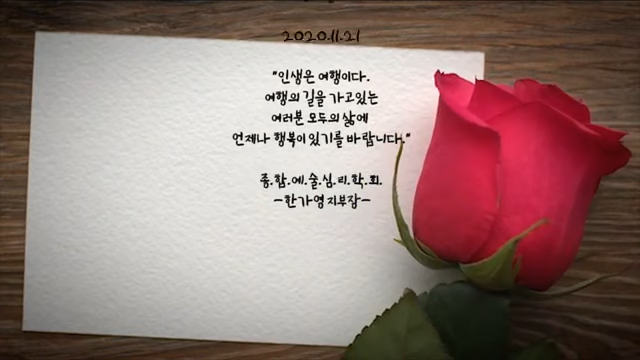 2020.11.21
"인생은 여행이다.
여행의 길을 가고있는
여러분 모두의 삶에
언제나 행복이 있기를 바랍니다."
종.합.예.술.심.리.학.회.
-한가영지부장-